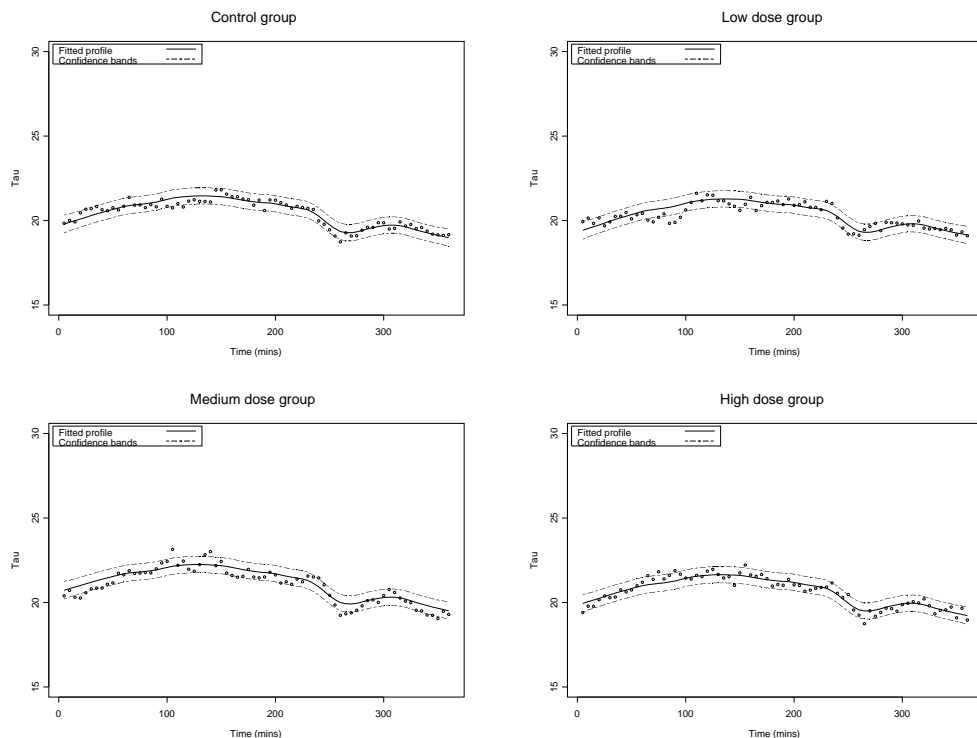 Control group
Fitted profile
Confidence bands
Tau
30
25
20
15
0 100 200 300
Time (mins)
Low dose group
Fitted profile
Confidence bands
Tau
30
25
20
15
0 100 200 300
Time (mins)
Medium dose group
Fitted profile
Confidence bands
Tau
30
25
20
15
0 100 200 300
Time (mins)
High dose group
Fitted profile
Confidence bands
Tau
30
25
20
15
0 100 200 300
Time (mins)